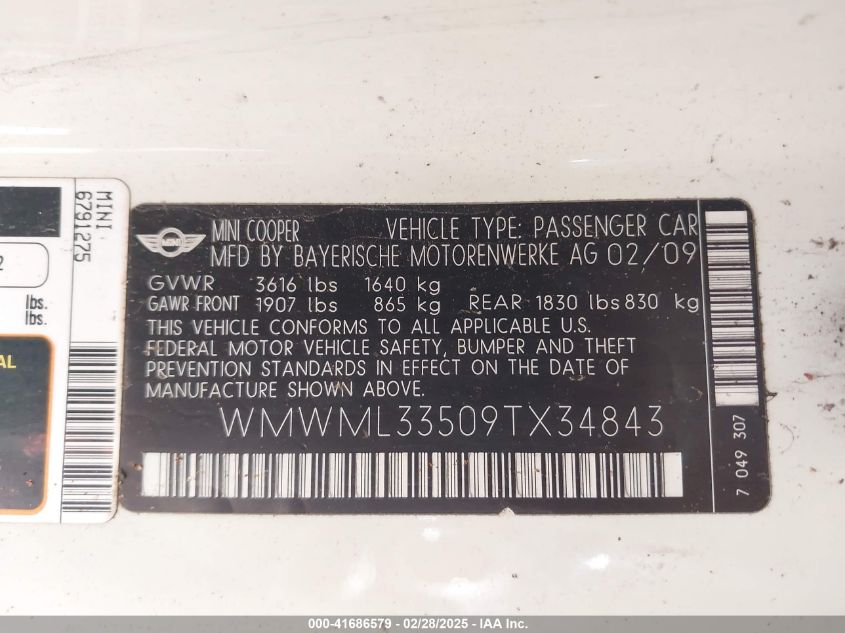 MINI
6791275
2
lbs.
lbs.
AL
MINI
MINI COOPER VEHICLE TYPE: PASSENGER CAR
MFD BY BAYERISCHE MOTORENWERKE AG 02/09
GVWR 3616 lbs 1640 kg
GAWR FRONT 1907 lbs 865 kg REAR 1830 lbs 830 kg
THIS VEHICLE CONFORMS TO ALL APPLICABLE U.S.
FEDERAL MOTOR VEHICLE SAFETY, BUMPER AND THEFT
PREVENTION STANDARDS IN EFFECT ON THE DATE OF
MANUFACTURE SHOWN ABOVE.
WMWML33509TX34843
7 049 307
000-41686579 - 02/28/2025 - IAA Inc.